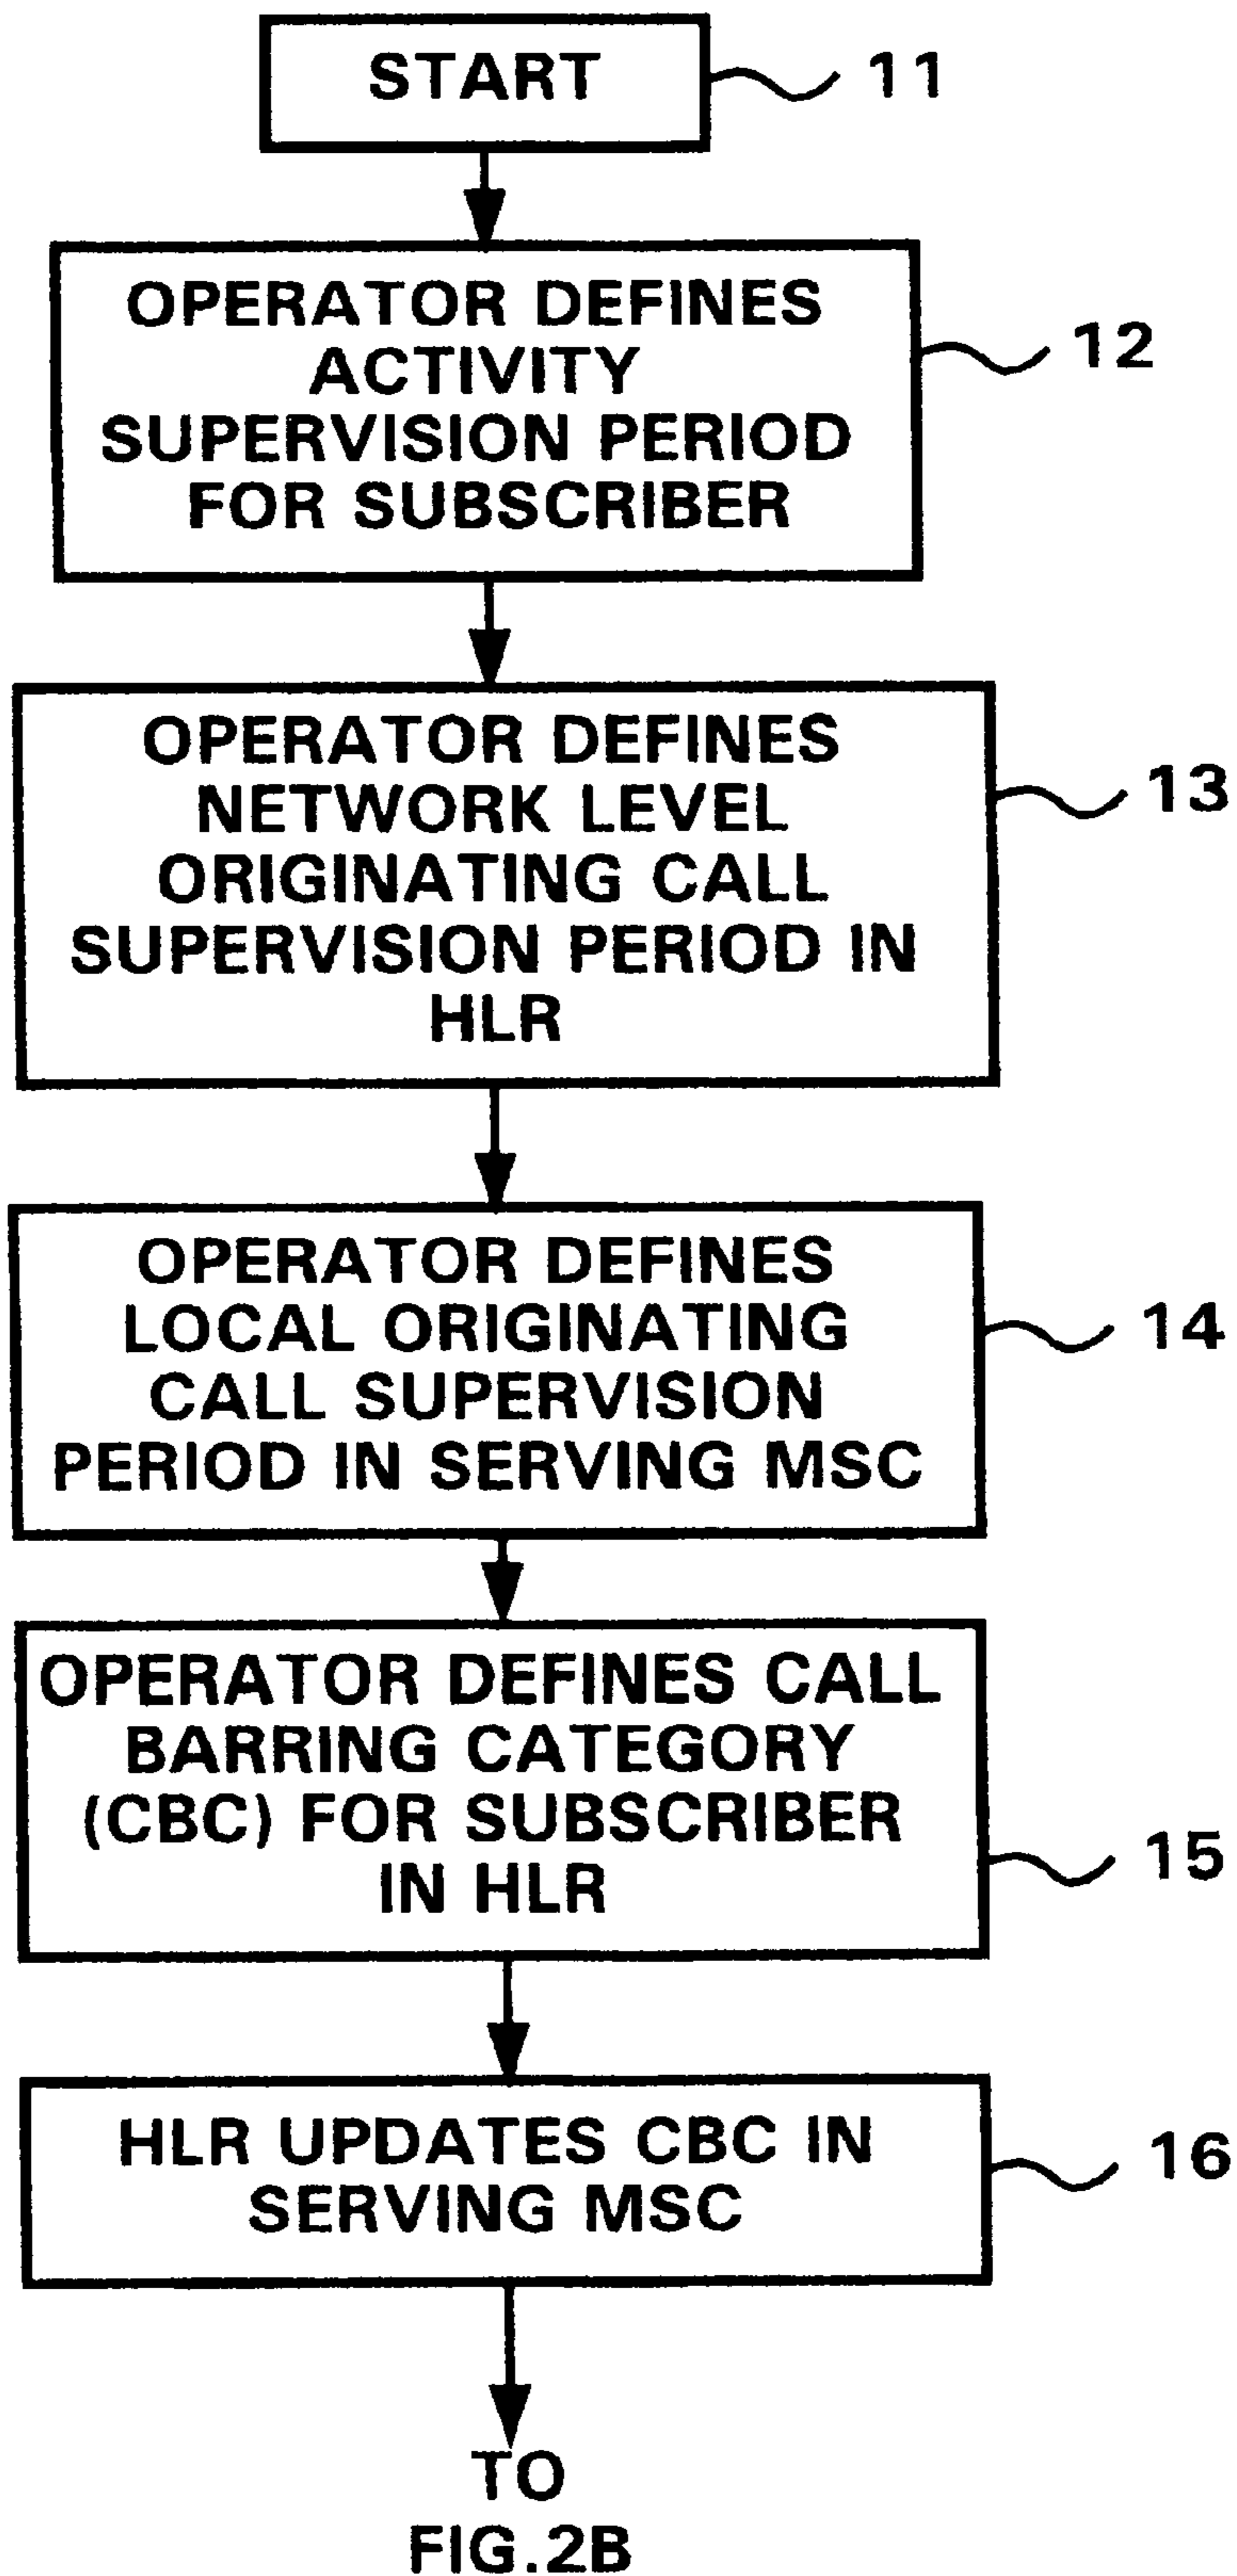 START
11
OPERATOR DEFINES
ACTIVITY
SUPERVISION PERIOD
FOR SUBSCRIBER
12
OPERATOR DEFINES
NETWORK LEVEL
ORIGINATING CALL
SUPERVISION PERIOD IN
HLR
13
OPERATOR DEFINES
LOCAL ORIGINATING
CALL SUPERVISION
PERIOD IN SERVING MSC
14
OPERATOR DEFINES CALL
BARRING CATEGORY
(CBC) FOR SUBSCRIBER
IN HLR
15
HLR UPDATES CBC IN
SERVING MSC
16
TO
FIG.2B